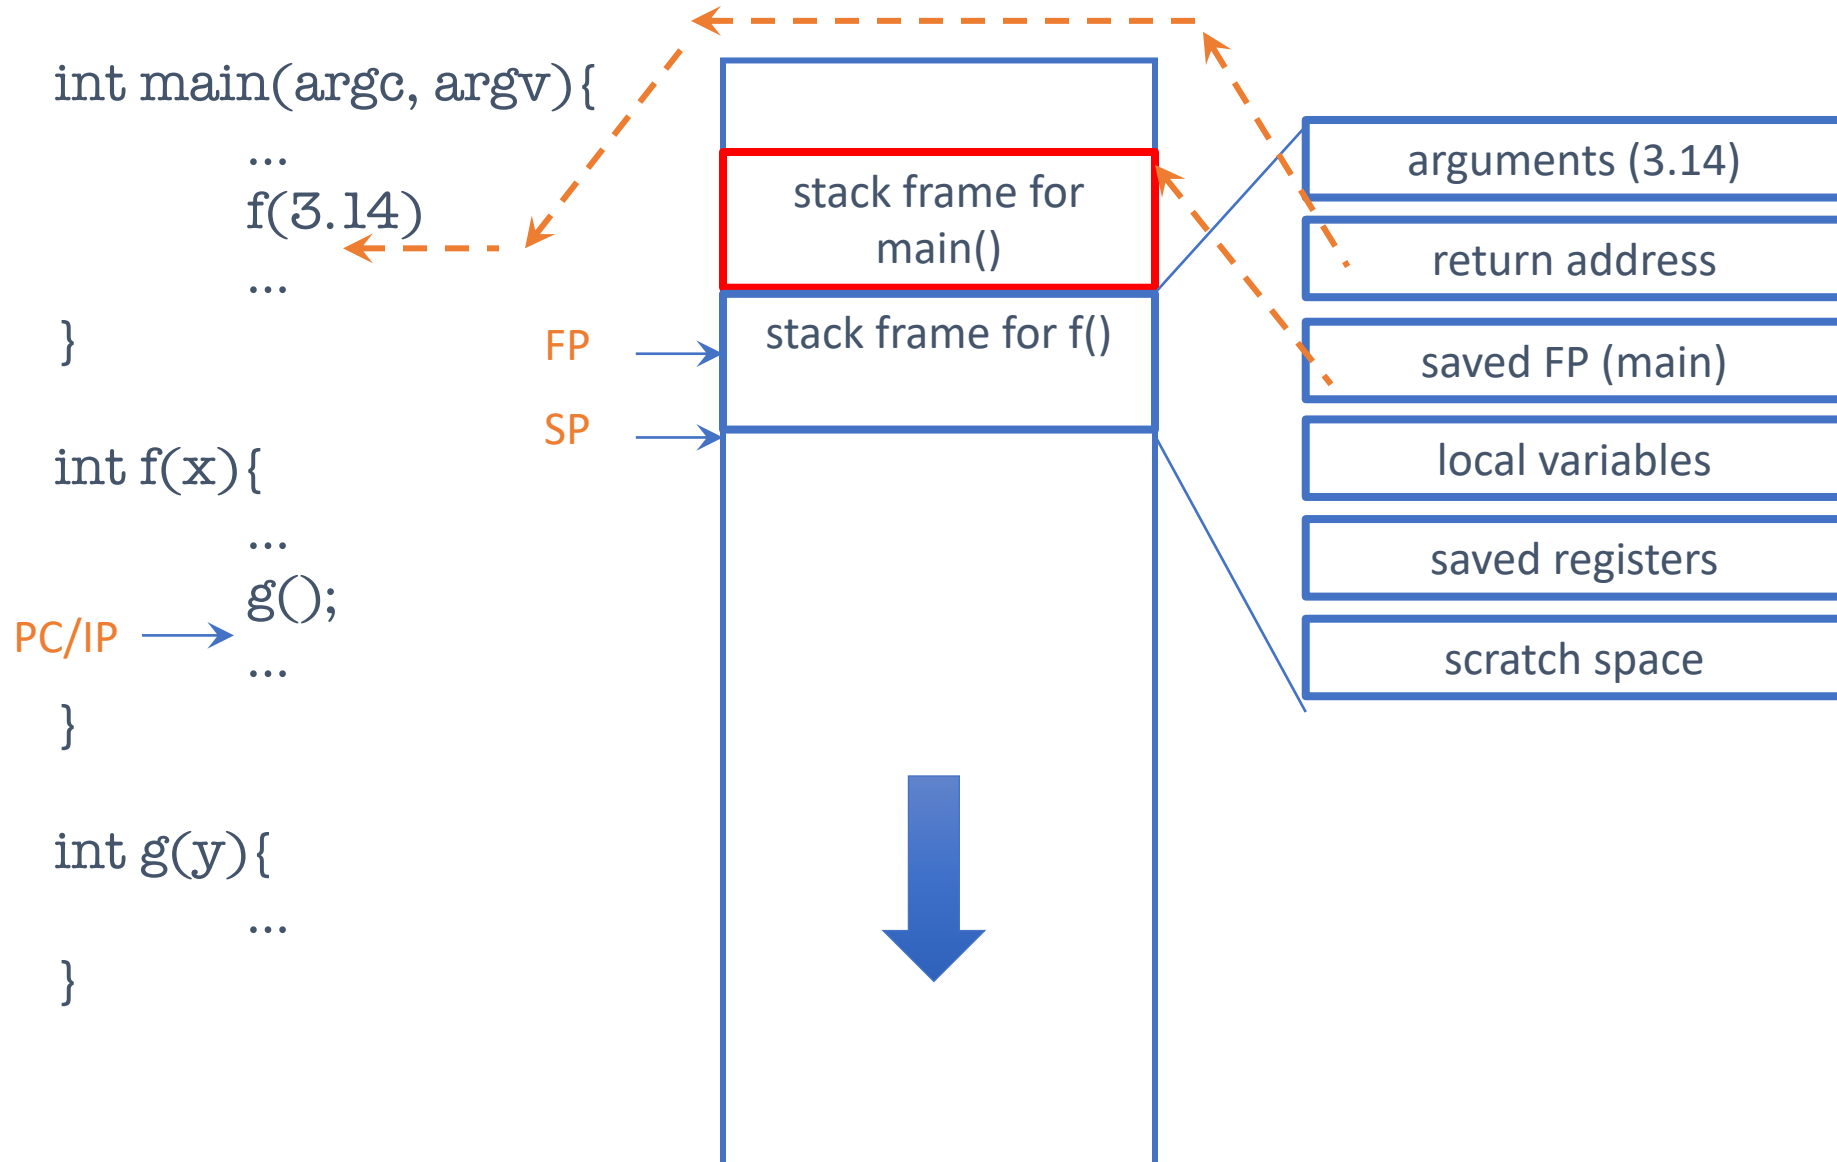 int main(argc, argv){
...
f(3.14)
...
}
int f(x){
...
g();
...
}
int g(y){
...
}
PC/IP
FP
SP
stack frame for
main()
stack frame for f()
arguments (3.14)
return address
saved FP (main)
local variables
saved registers
scratch space